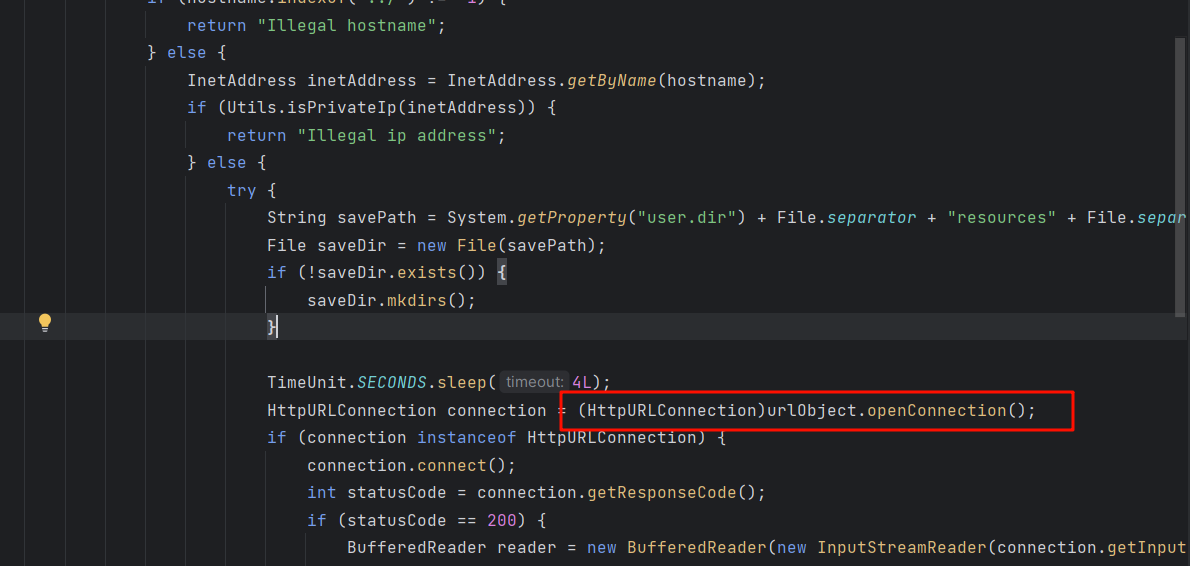 return "Illegal hostname";
} else {
InetAddress inetAddress = InetAddress.getByName(hostname);
if (Utils.isPrivateIp(inetAddress)) {
return "Illegal ip address";
} else {
try {
String savePath = System.getProperty("user.dir") + File.separator + "resources" + File.separ
File saveDir = new File(savePath);
if (!saveDir.exists()) {
saveDir.mkdirs();
}
TimeUnit.SECONDS.sleep( timeout: 4L);
HttpURLConnection connection = (HttpURLConnection)urlObject.openConnection();
if (connection instanceof HttpURLConnection) {
connection.connect();
int statusCode = connection.getResponseCode();
if (statusCode == 200) {
BufferedReader reader = new BufferedReader(new InputStreamReader(connection.getInput